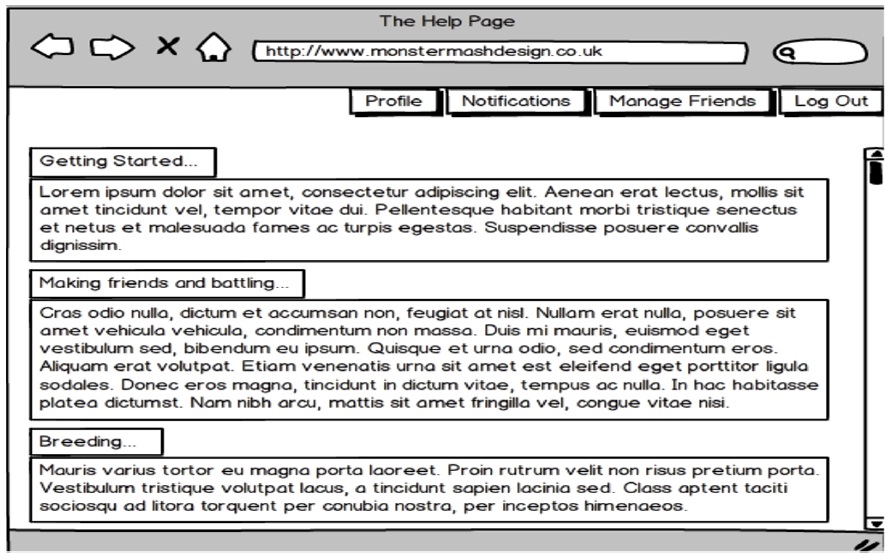 The Help Page
http://www.monstermashdesign.co.uk
Profile Notifications Manage Friends Log Out
Getting Started...
Lorem ipsum dolor sit amet, consectetur adipiscing elit. Aenean erat lectus, mollis sit
amet tincidunt vel, tempor vitae dui. Pellentesque habitant morbi tristique senectus
et netus et malesuada fames ac turpis egestas. Suspendisse posuere convallis
dignissim.
Making friends and battling...
Cras odio nulla, dictum et accumsan non, feugiat at nisl. Nullam erat nulla, posuere sit
amet vehicula vehicula, condimentum non massa. Duis mi mauris, euismod eget
vestibulum sed, bibendum eu ipsum. Quisque et urna odio, sed condimentum eros.
Aliquam erat volutpat. Etiam venenatis urna sit amet est eleifend eget porttitor ligula
sodales. Donec eros magna, tincidunt in dictum vitae, tempus ac nulla. In hac habitasse
platea dictumst. Nam nibh arcu, mattis sit amet fringilla vel, congue vitae nisi.
Breeding...
Mauris varius tortor eu magna porta laoreet. Proin rutrum velit non risus pretium porta.
Vestibulum tristique volutpat lacus, a tincidunt sapien lacinia sed. Class aptent taciti
sociosqu ad litora torquent per conubia nostra, per inceptos himenaeos.